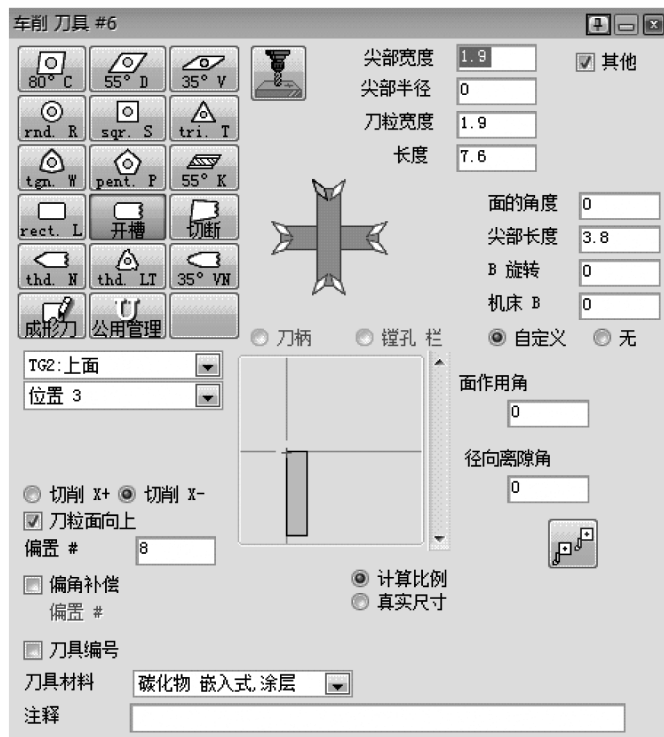 车削 刀具 #6
80° C 55° D 35° V
rnd. R sqr. S tri. T
tgn. W pent. P 55° K
rect. L 开槽 切断
thd. N thd. LT 35° VN
成形刀 公用管理
尖部宽度 1.9
其他
尖部半径 0
刀粒宽度 1.9
长度 7.6
面的角度 0
尖部长度 3.8
B 旋转 0
机床 B 0
刀柄 镗孔 栏 自定义 无
TG2:上面
位置 3
面作用角
0
径向离隙角
0
切削 X+ 切削 X-
刀粒面向上
偏置 # 8
偏角补偿
偏置 #
计算比例
真实尺寸
刀具编号
刀具材料 碳化物 嵌入式,涂层
注释